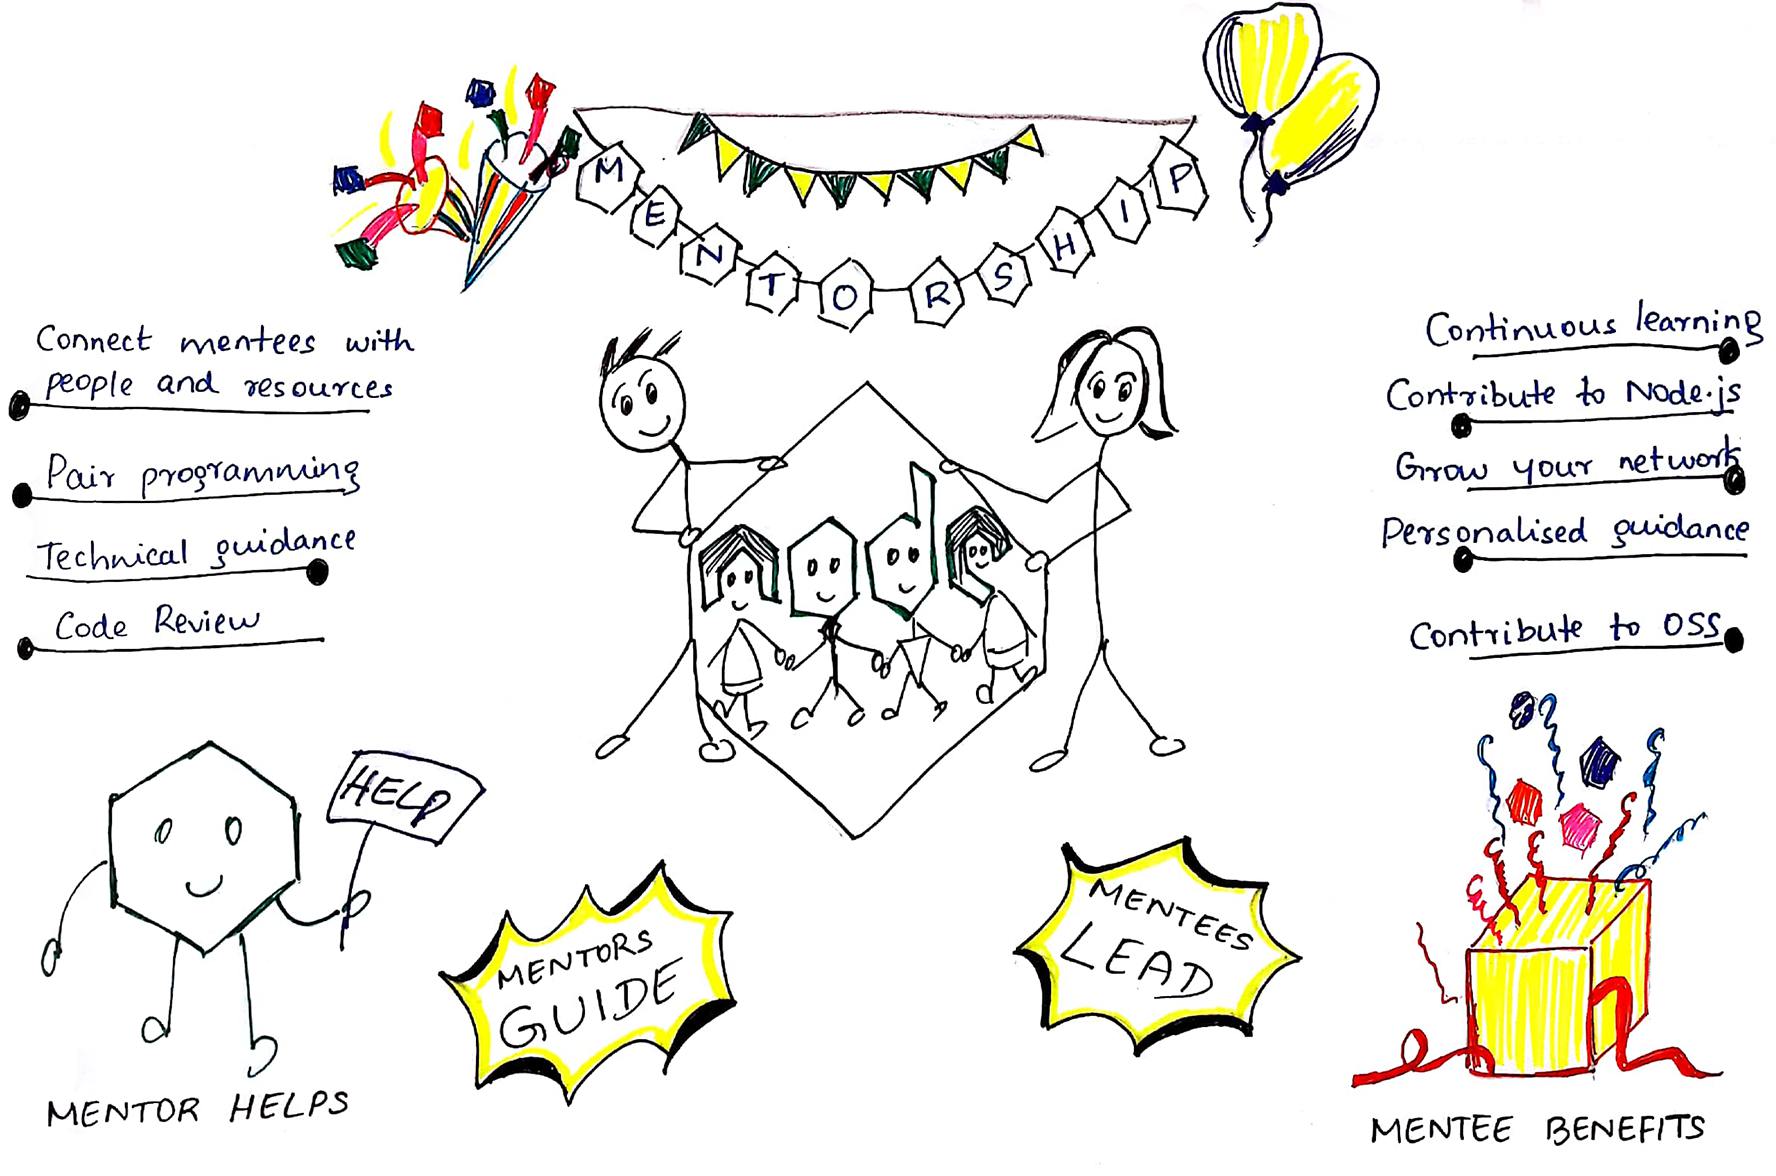 MENTORSHIP
Connect mentees with
people and resources
Pair programming
Technical guidance
Code Review
Continuous learning
Contribute to Node.js
Grow your network
Personalised guidance
Contribute to OSS
HELP
MENTOR HELPS
MENTORS
GUIDE
MENTEES
LEAD
MENTEE BENEFITS